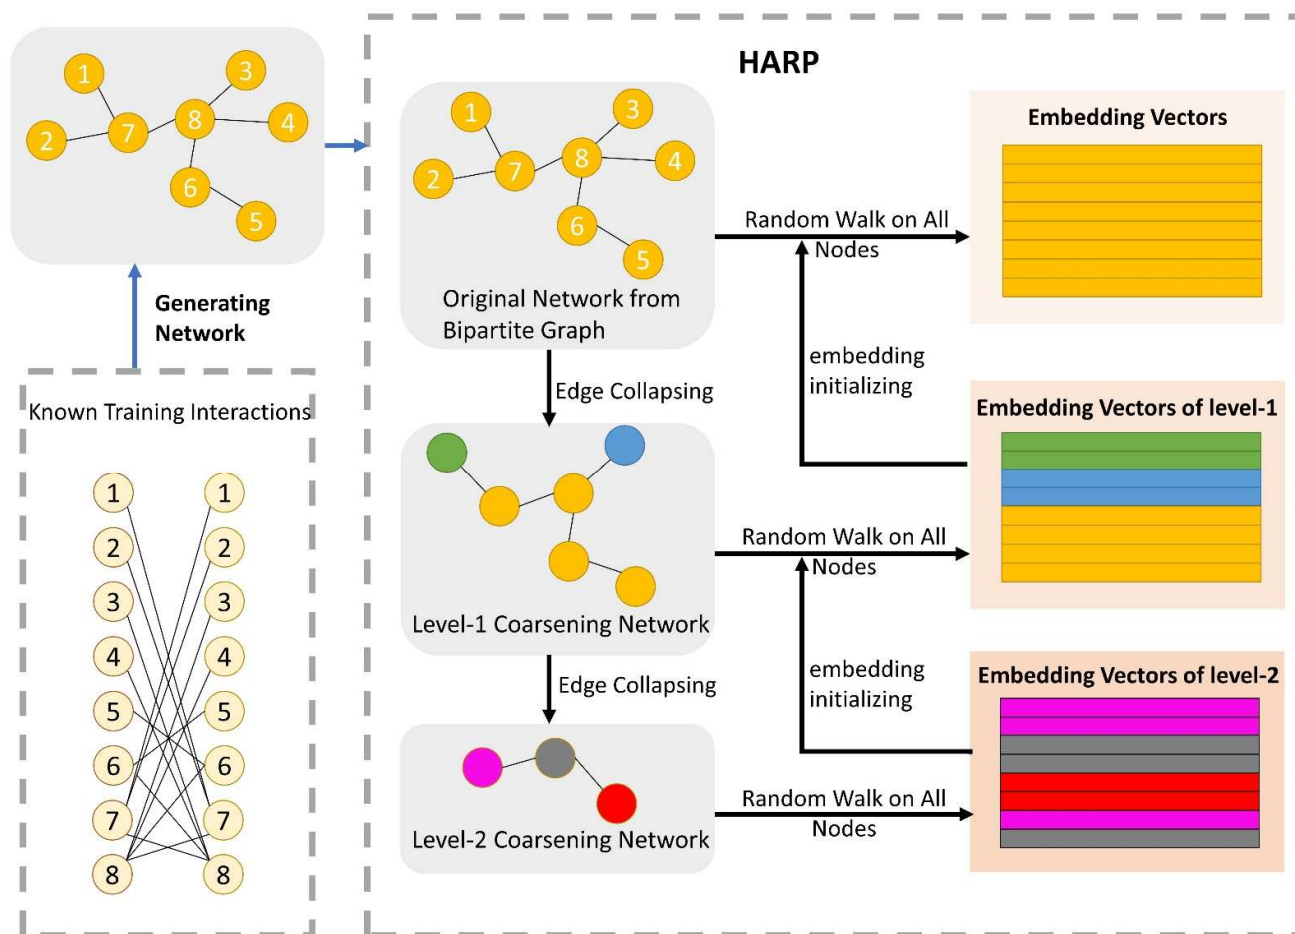 HARP
1
3
2
7
8
4
6
5
Generating
Network
Known Training Interactions
1 1
2 2
3 3
4 4
5 5
6 6
7 7
8 8
1
3
2
7
8
4
6
5
Original Network from
Bipartite Graph
Random Walk on All
Nodes
Embedding Vectors
Edge Collapsing
embedding
initializing
Level-1 Coarsening Network
Random Walk on All
Nodes
Embedding Vectors of level-1
Edge Collapsing
embedding
initializing
Level-2 Coarsening Network
Random Walk on All
Nodes
Embedding Vectors of level-2